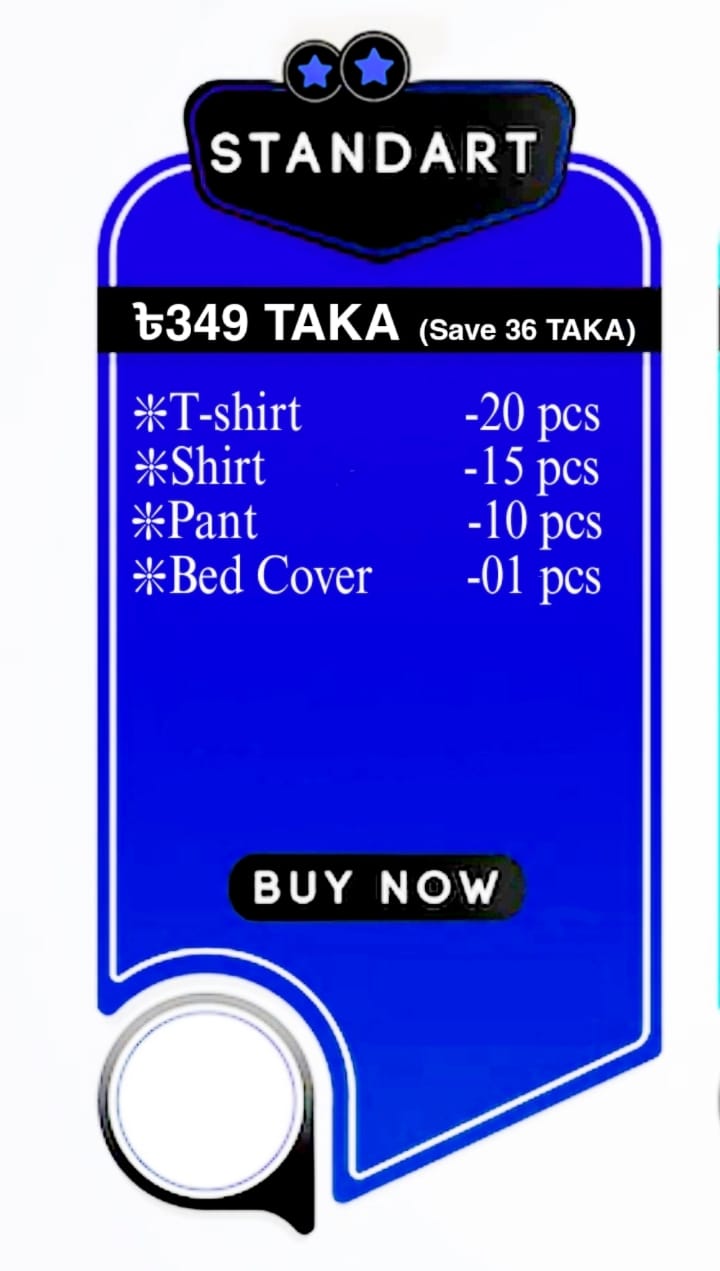 STANDART
৳349 TAKA (Save 36 TAKA)
❊T-shirt -20 pcs
❊Shirt -15 pcs
❊Pant -10 pcs
❊Bed Cover -01 pcs
BUY NOW